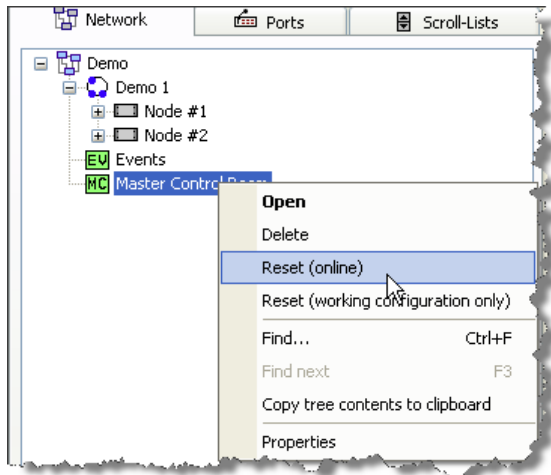 Network Ports Scroll-Lists
Demo
Demo 1
Node #1
Node #2
EV Events
MC Master Control Room
Open
Delete
Reset (online)
Reset (working configuration only)
Find... Ctrl+F
Find next F3
Copy tree contents to clipboard
Properties